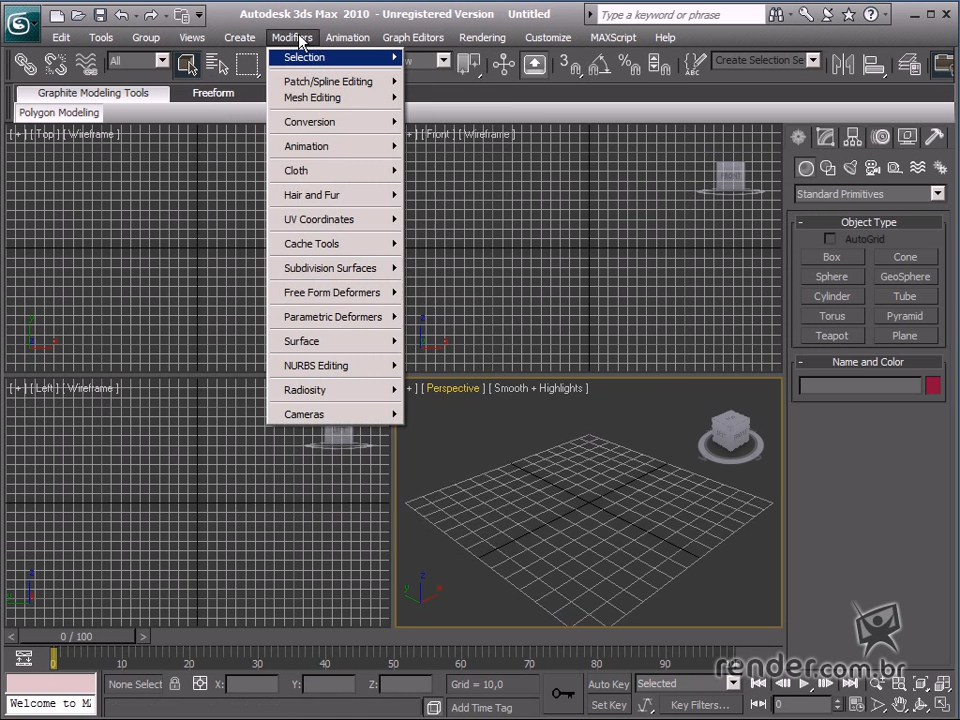 Autodesk 3ds Max 2010 - Unregistered Version Untitled
Type a keyword or phrase
Edit Tools Group Views Create Modifiers Animation Graph Editors Rendering Customize MAXScript Help
All
3
Create Selection Se
Graphite Modeling Tools Freeform
Polygon Modeling
Selection
Patch/Spline Editing
Mesh Editing
Conversion
Animation
Cloth
Hair and Fur
UV Coordinates
Cache Tools
Subdivision Surfaces
Free Form Deformers
Parametric Deformers
Surface
NURBS Editing
Radiosity
Cameras
[ + ] [ Top ] [ Wireframe ]
+ ] [ Front ] [ Wireframe ]
FRONT
[ + ] [ Left ] [ Wireframe ]
+ ] [ Perspective ] [ Smooth + Highlights ]
Standard Primitives
- Object Type
AutoGrid
Box Cone
Sphere GeoSphere
Cylinder Tube
Torus Pyramid
Teapot Plane
- Name and Color
z
x
y
z
z
y
z
x
< 0 / 100 >
0 10 20 30 40 50 60 70 80 90
render.com.br
None Select X: Y: Z: Grid = 10,0 Auto Key Selected
Welcome to M
Add Time Tag Set Key Key Filters... 0